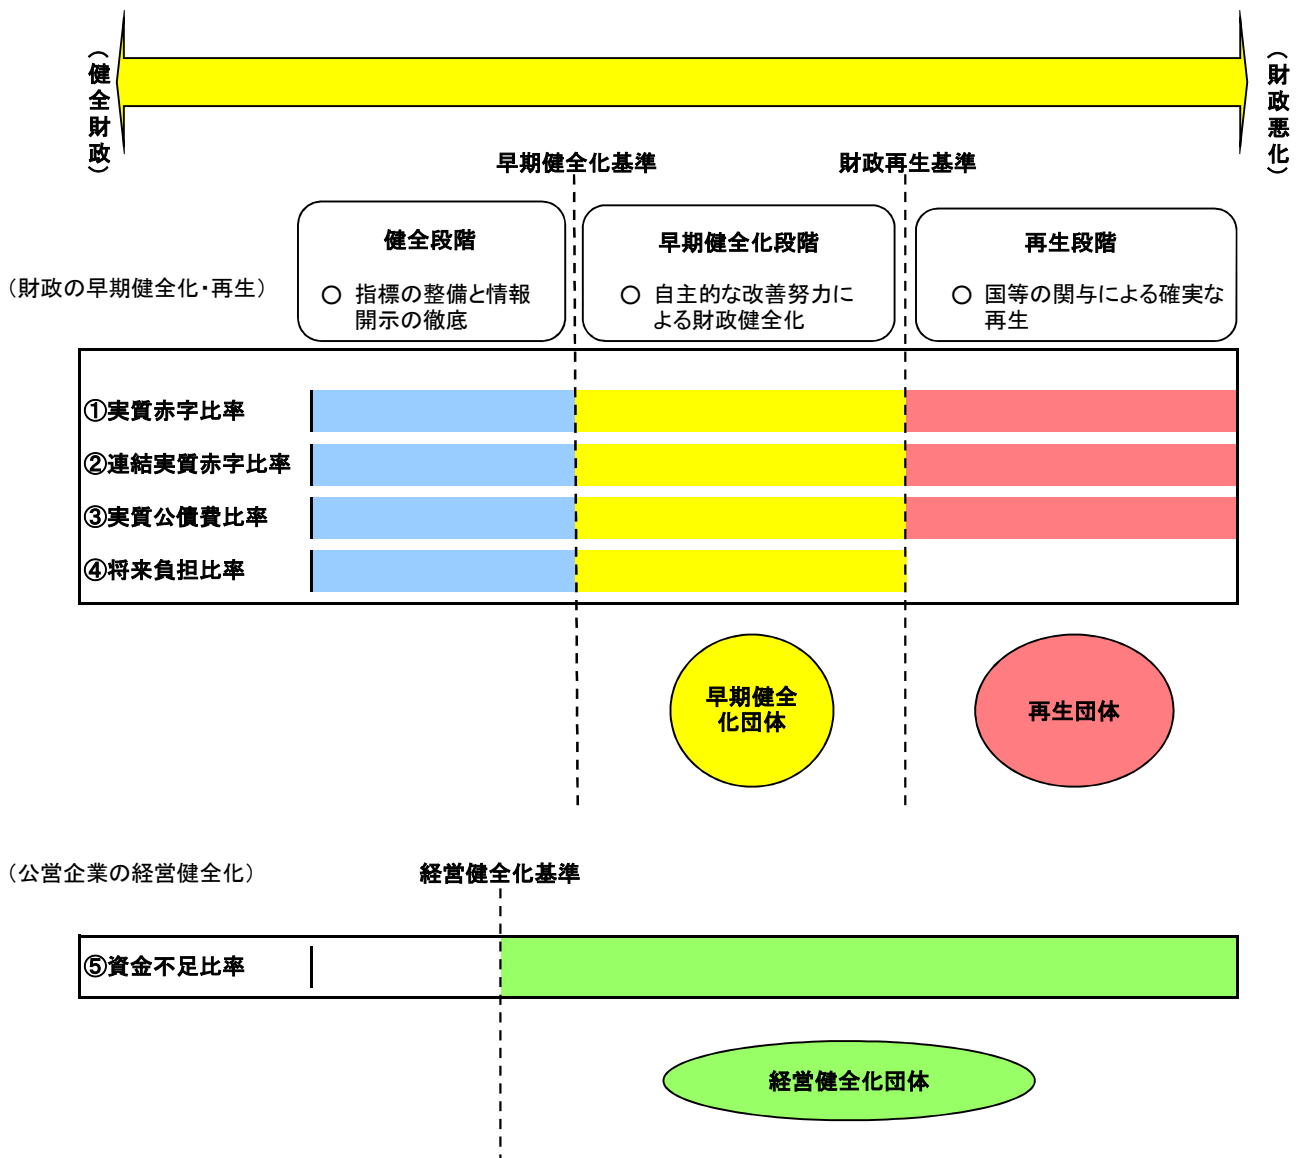 （健全財政）
（財政悪化）
早期健全化基準
財政再生基準
（財政の早期健全化・再生）
健全段階
○ 指標の整備と情報
開示の徹底
早期健全化段階
○ 自主的な改善努力に
よる財政健全化
再生段階
○ 国等の関与による確実な
再生
①実質赤字比率
②連結実質赤字比率
③実質公債費比率
④将来負担比率
早期健全
化団体
再生団体
（公営企業の経営健全化）
経営健全化基準
⑤資金不足比率
経営健全化団体